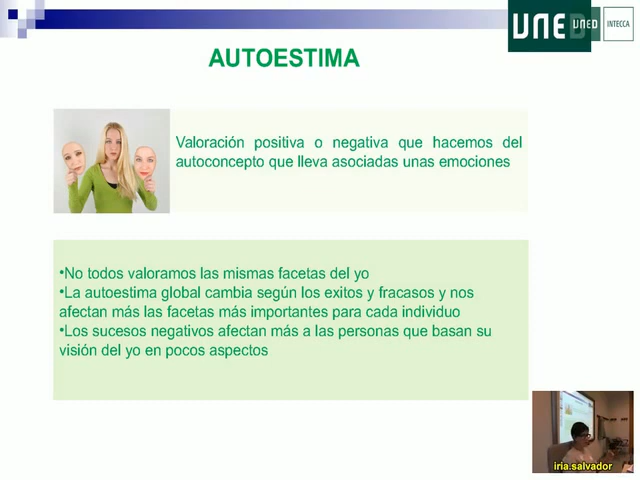 UNED
UNED
INTECCA
AUTOESTIMA
Valoración positiva o negativa que hacemos del
autoconcepto que lleva asociadas unas emociones
•No todos valoramos las mismas facetas del yo
•La autoestima global cambia según los exitos y fracasos y nos
afectan más las facetas más importantes para cada individuo
•Los sucesos negativos afectan más a las personas que basan su
visión del yo en pocos aspectos
iria.salvador